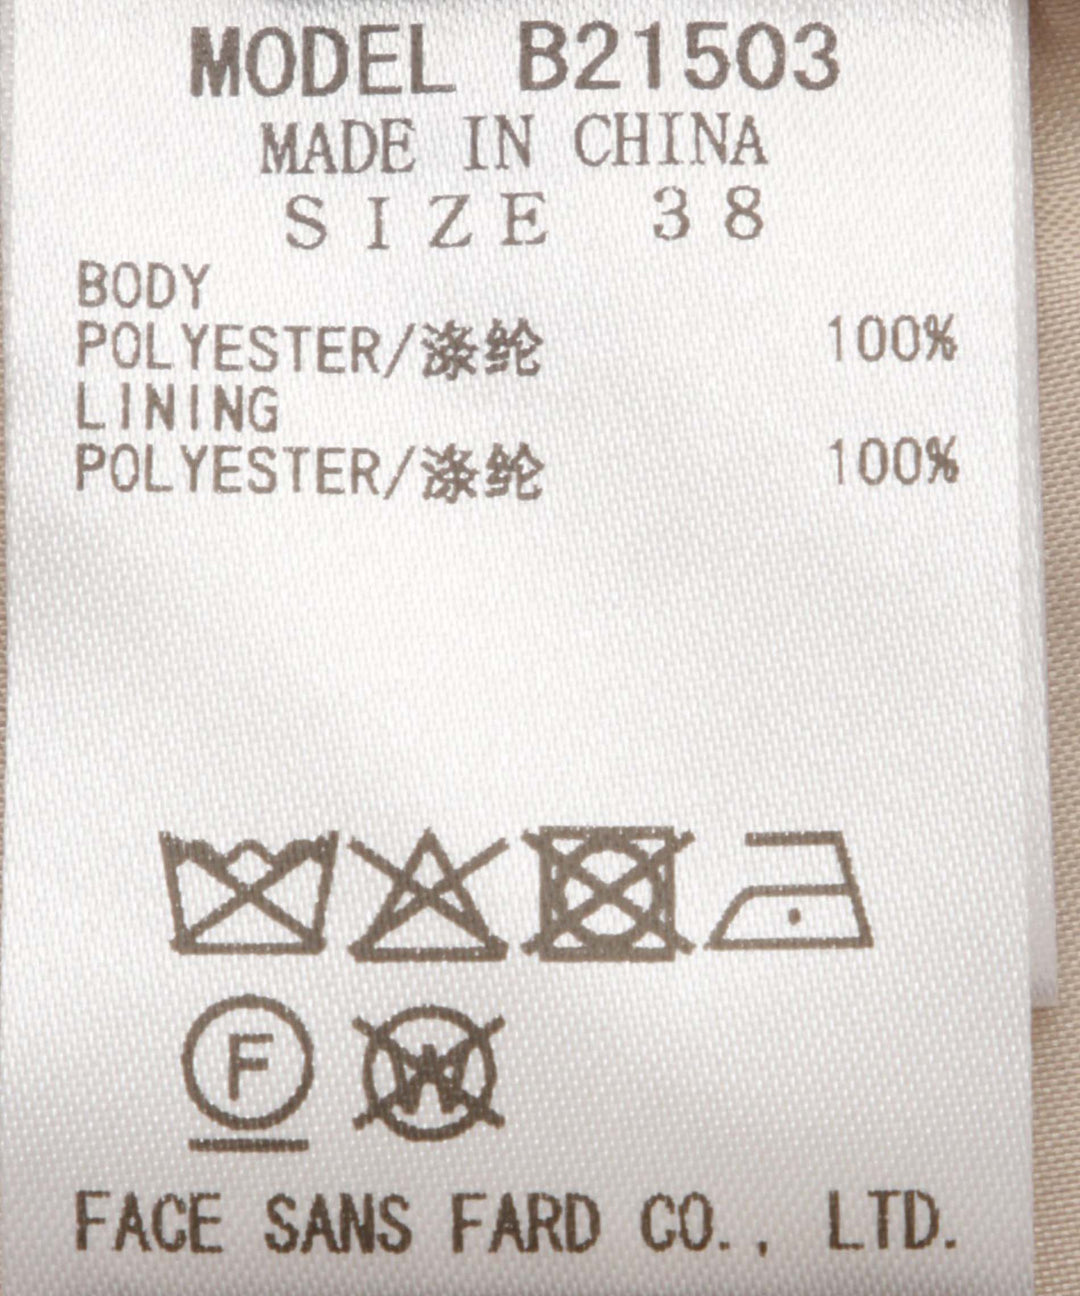 MODEL B21503
MADE IN CHINA
SIZE 38
BODY
POLYESTER/涤纶 100%
LINING
POLYESTER/涤纶 100%
F W
FACE SANS FARD CO., LTD.